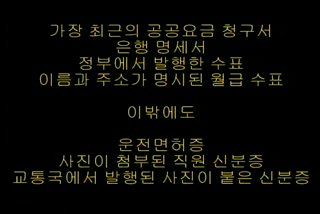 가장 최근의 공공요금 청구서
은행 명세서
정부에서 발행한 수표
이름과 주소가 명시된 월급 수표
이밖에도
운전면허증
사진이 첨부된 직원 신분증
교통국에서 발행된 사진이 붙은 신분증